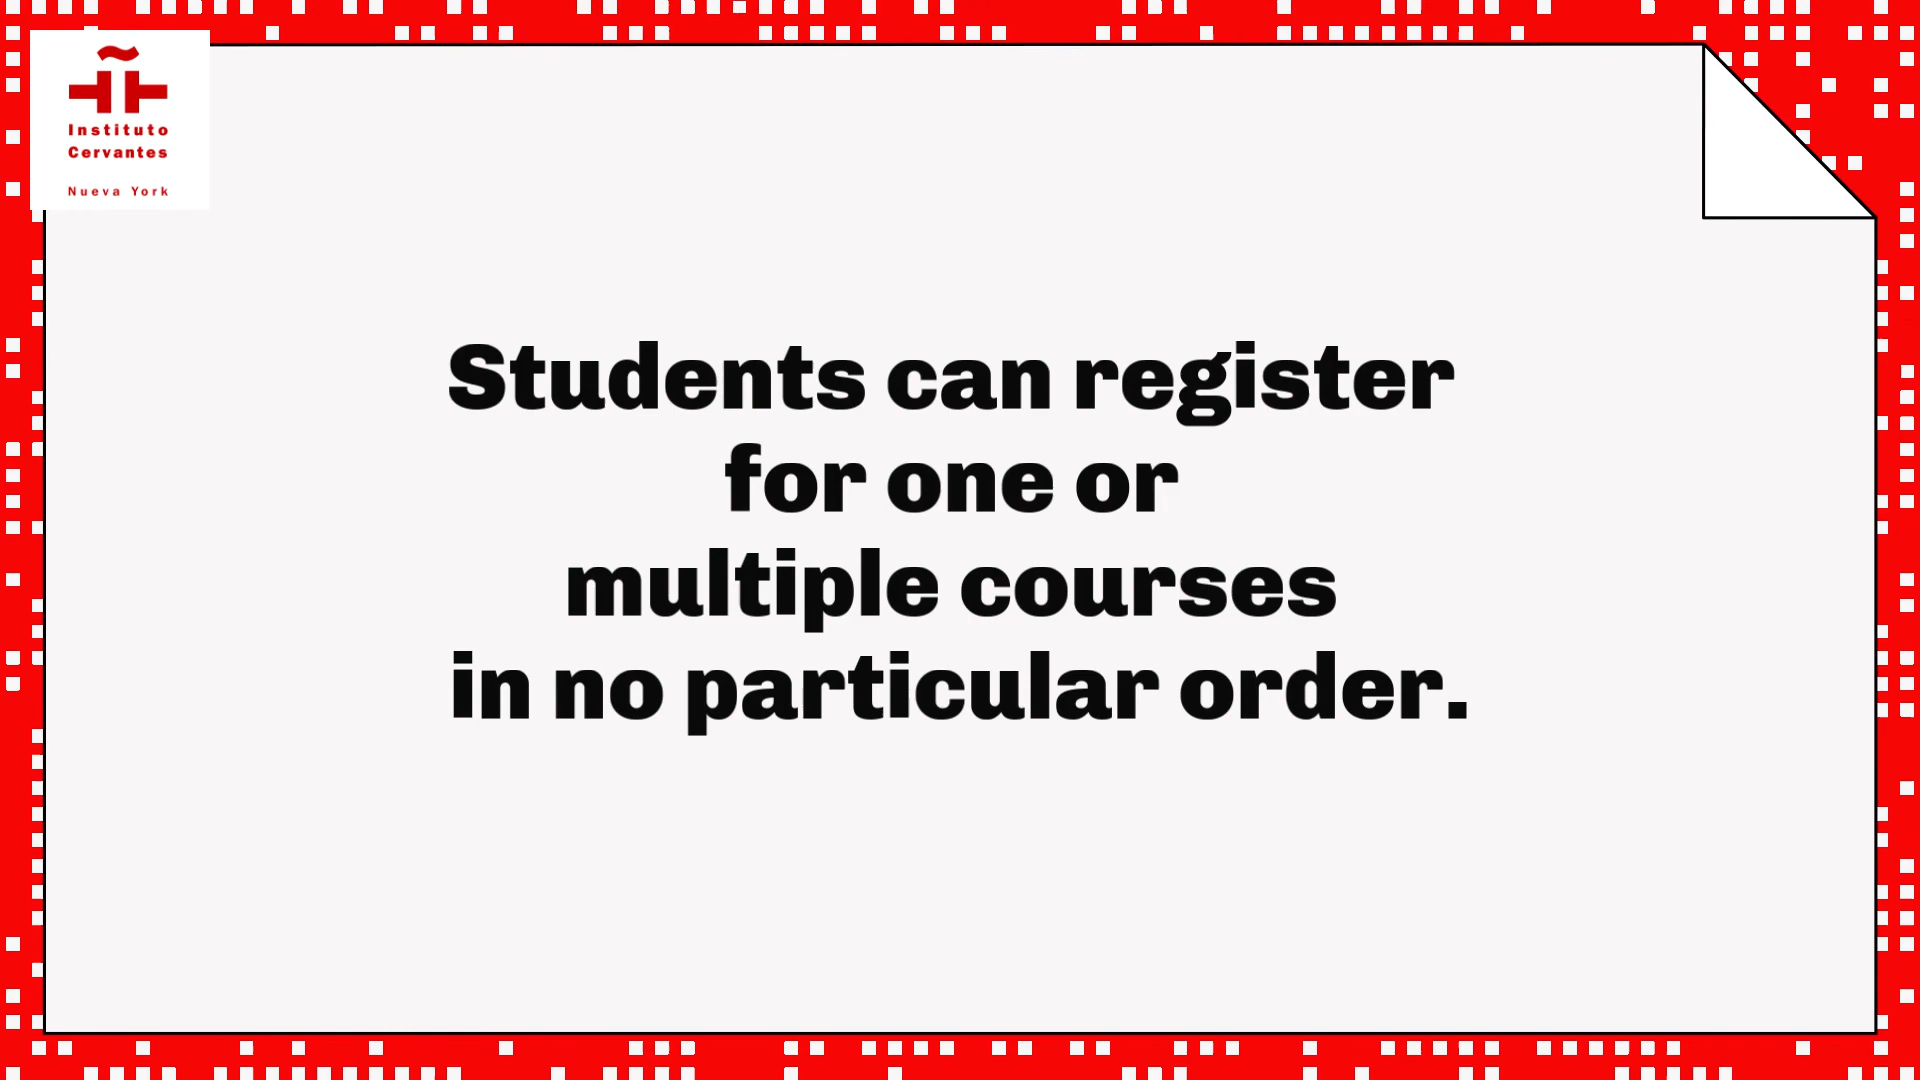 Instituto
Cervantes
Nueva York
Students can register
for one or
multiple courses
in no particular order.